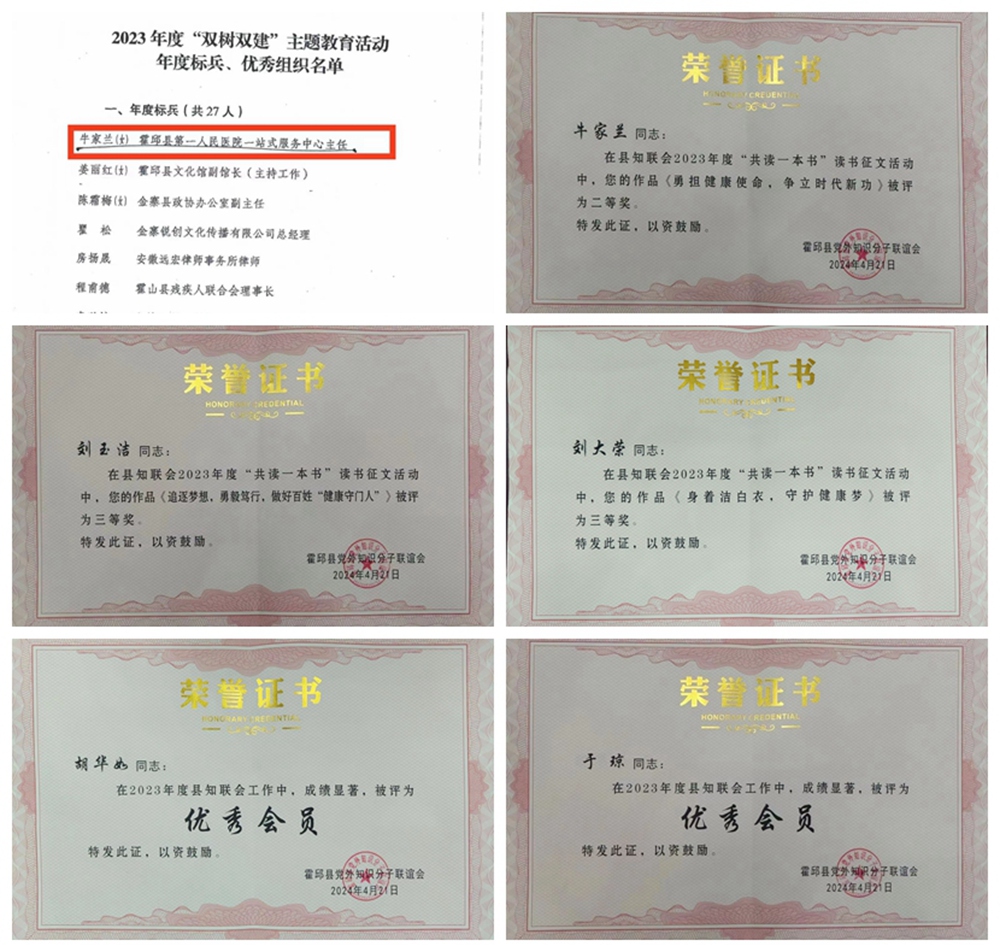 2023年度“双树双建”主题教育活动
年度标兵、优秀组织名单
一、年度标兵(共27人)
牛家兰(女) 霍邱县第一人民医院一站式服务中心主任
姜丽红(女) 霍邱县文化馆副馆长(主持工作)
陈霜梅(女) 金寨县政协办公室副主任
瞿 松 金寨锐创文化传播有限公司总经理
房扬晟 安徽远宏律师事务所律师
程甫德 霍山县残疾人联合会理事长
荣誉证书
HONORARY CREDENTIAL
牛家兰同志:
在县知联会2023年度“共读一本书”读书征文活动
中,您的作品《勇担健康使命,争立时代新功》被评
为二等奖。
特发此证,以资鼓励。
霍邱县党外知识分子联谊会
2024年4月21日
荣誉证书
HONORARY CREDENTIAL
刘玉洁 同志:
在县知联会2023年度“共读一本书”读书征文活动
中,您的作品《追逐梦想,勇毅笃行,做好百姓“健康守门人”》被评
为三等奖。
特发此证,以资鼓励。
霍邱县党外知识分子联谊会
2024年4月21日
荣誉证书
HONORARY CREDENTIAL
刘大荣 同志:
在县知联会2023年度“共读一本书”读书征文活动
中,您的作品《身着洁白衣,守护健康梦》被评
为三等奖。
特发此证,以资鼓励。
霍邱县党外知识分子联谊会
2024年4月21日
荣誉证书
HONORARY CREDENTIAL
胡华如 同志:
在2023年度县知联会工作中,成绩显著,被评为
优秀会员
特发此证,以资鼓励。
霍邱县党外知识分子联谊会
2024年4月21日
荣誉证书
HONORARY CREDENTIAL
于琼 同志:
在2023年度县知联会工作中,成绩显著,被评为
优秀会员
特发此证,以资鼓励。
霍邱县党外知识分子联谊会
2024年4月21日